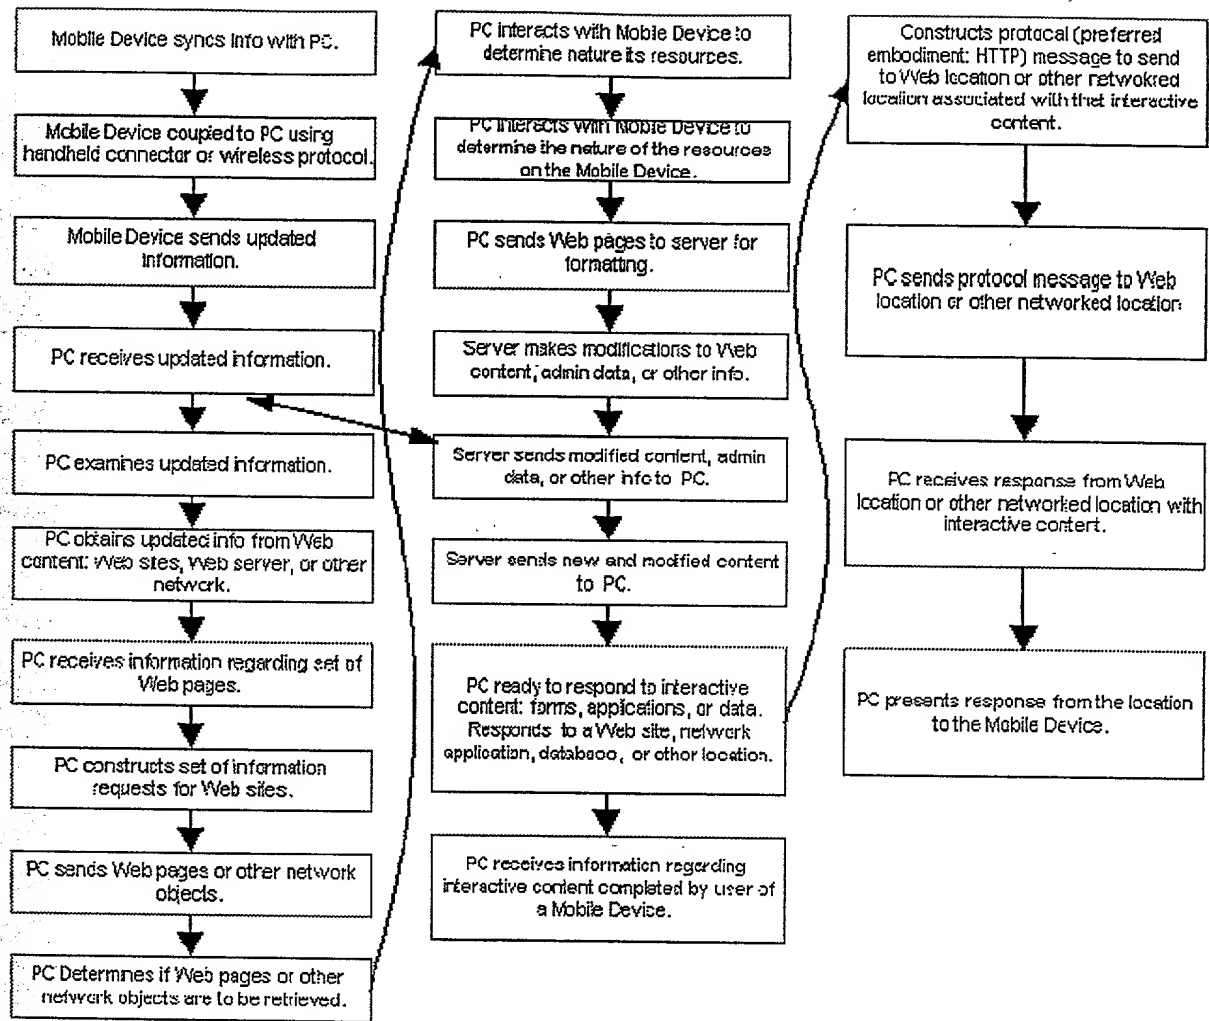 Mobile Device syncs info with PC.
Mobile Device coupled to PC using
handheld connector or wireless protocol.
Mobile Device sends updated
information.
PC receives updated information.
PC examines updated information.
PC obtains updated info from Web
content: Web sites, Web server, or other
network.
PC receives information regarding set of
Web pages.
PC constructs set of information
requests for Web sites.
PC sends Web pages or other network
objects.
PC Determines if Web pages or other
network objects are to be retrieved.
PC interacts with Mobile Device to
determine nature its resources.
PC interacts with Mobile Device to
determine the nature of the resources
on the Mobile Device.
PC sends Web pages to server for
formatting.
Server makes modifications to Web
content, admin data, or other info.
Server sends modified content, admin
data, or other info to PC.
Server sends new and modified content
to PC.
PC ready to respond to interactive
content: forms, applications, or data.
Responds to a Web site, network
application, database, or other location.
PC receives information regarding
interactive content completed by user of
a Mobile Device.
Constructs protocal (preferred
embodiment: HTTP) message to send
to Web location or other netwokred
location associated with that interactive
content.
PC sends protocol message to Web
location or other networked location
PC receives response from Web
location or other networked location with
interactive content.
PC presents response from the location
to the Mobile Device.